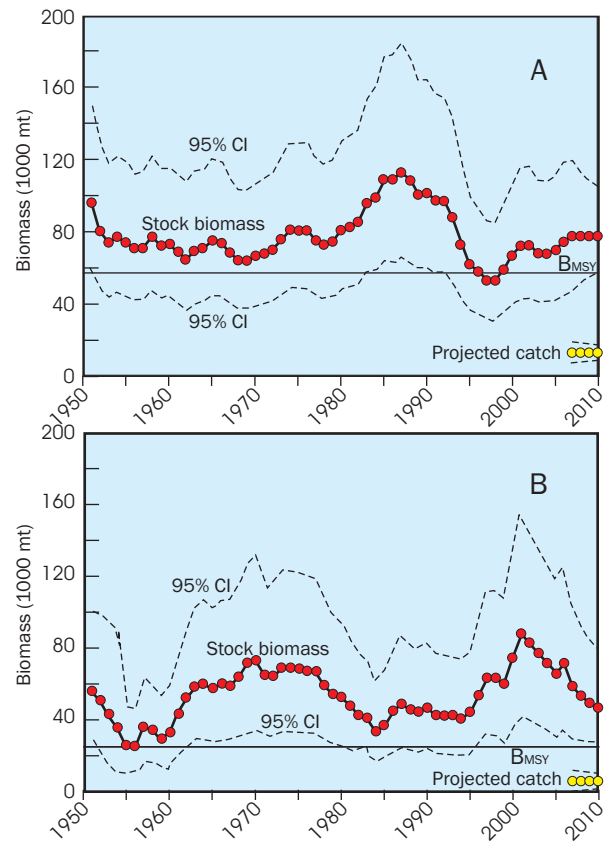 200
160
120
80
40
0
Biomass (1000 mt)
A
95% CI
Stock biomass
BMSY
95% CI
Projected catch
1950
1960
1970
1980
1990
2000
2010
200
160
120
80
40
0
Biomass (1000 mt)
B
95% CI
Stock biomass
95% CI
BMSY
Projected catch
1950
1960
1970
1980
1990
2000
2010